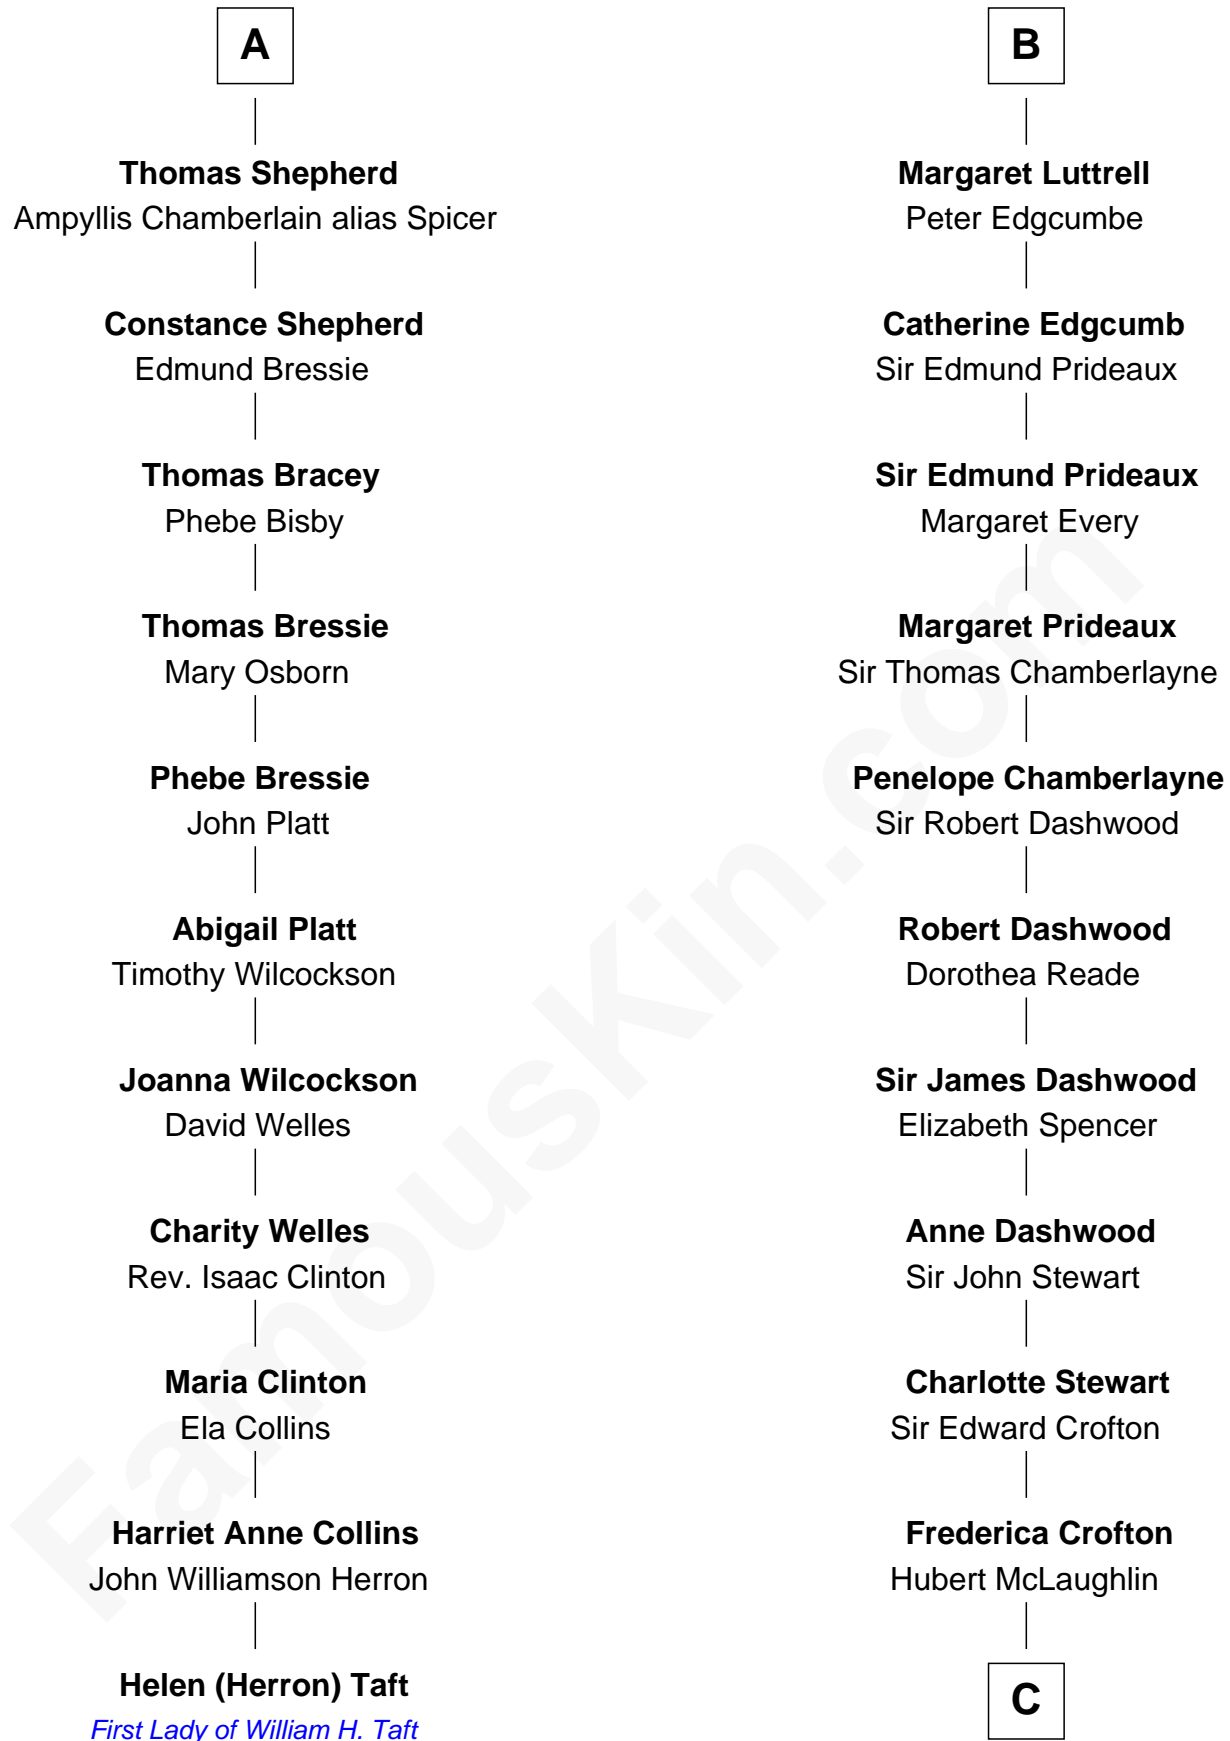 A
Thomas Shepherd
Ampyllis Chamberlain alias Spicer
Constance Shepherd
Edmund Bressie
Thomas Bracey
Phebe Bisby
Thomas Bressie
Mary Osborn
Phebe Bressie
John Platt
Abigail Platt
Timothy Wilcockson
Joanna Wilcockson
David Welles
Charity Welles
Rev. Isaac Clinton
Maria Clinton
Ela Collins
Harriet Anne Collins
John Williamson Herron
Helen (Herron) Taft
First Lady of William H. Taft
B
Margaret Luttrell
Peter Edgcumbe
Catherine Edgcumb
Sir Edmund Prideaux
Sir Edmund Prideaux
Margaret Every
Margaret Prideaux
Sir Thomas Chamberlayne
Penelope Chamberlayne
Sir Robert Dashwood
Robert Dashwood
Dorothea Reade
Sir James Dashwood
Elizabeth Spencer
Anne Dashwood
Sir John Stewart
Charlotte Stewart
Sir Edward Crofton
Frederica Crofton
Hubert McLaughlin
C
FamousKin.com